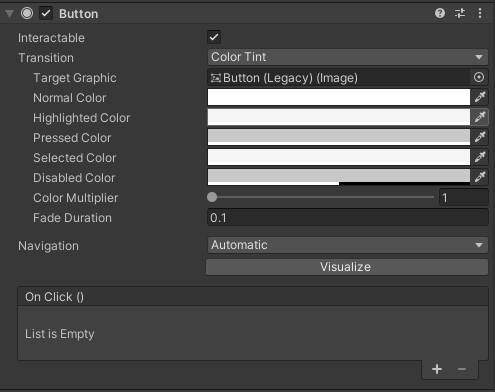 Button
Interactable
Transition Color Tint
Target Graphic Button (Legacy) (Image)
Normal Color
Highlighted Color
Pressed Color
Selected Color
Disabled Color
Color Multiplier 1
Fade Duration 0.1
Navigation Automatic
Visualize
On Click ()
List is Empty